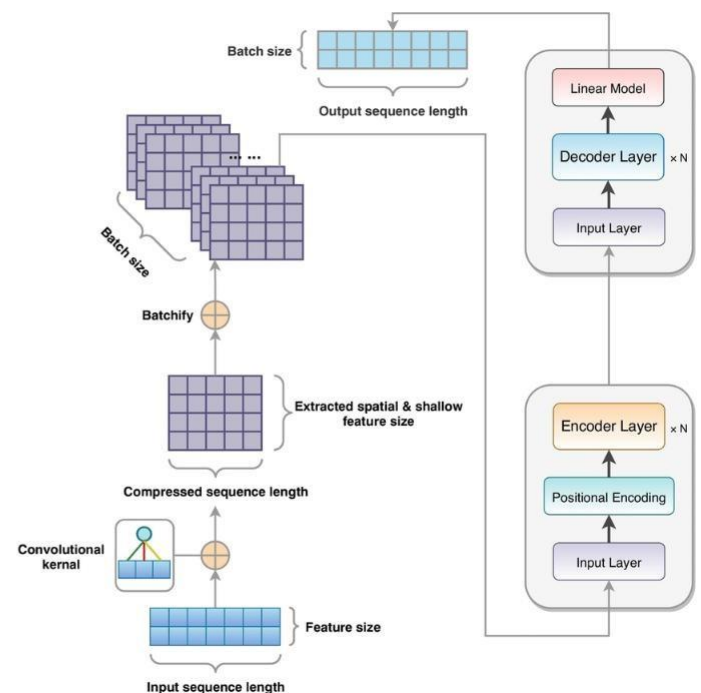 Batch size
Output sequence length
Linear Model
Decoder Layer
× N
Input Layer
... ...
Batch size
Batchify
Extracted spatial & shallow
feature size
Compressed sequence length
Convolutional
kernal
Feature size
Input sequence length
Encoder Layer
× N
Positional Encoding
Input Layer